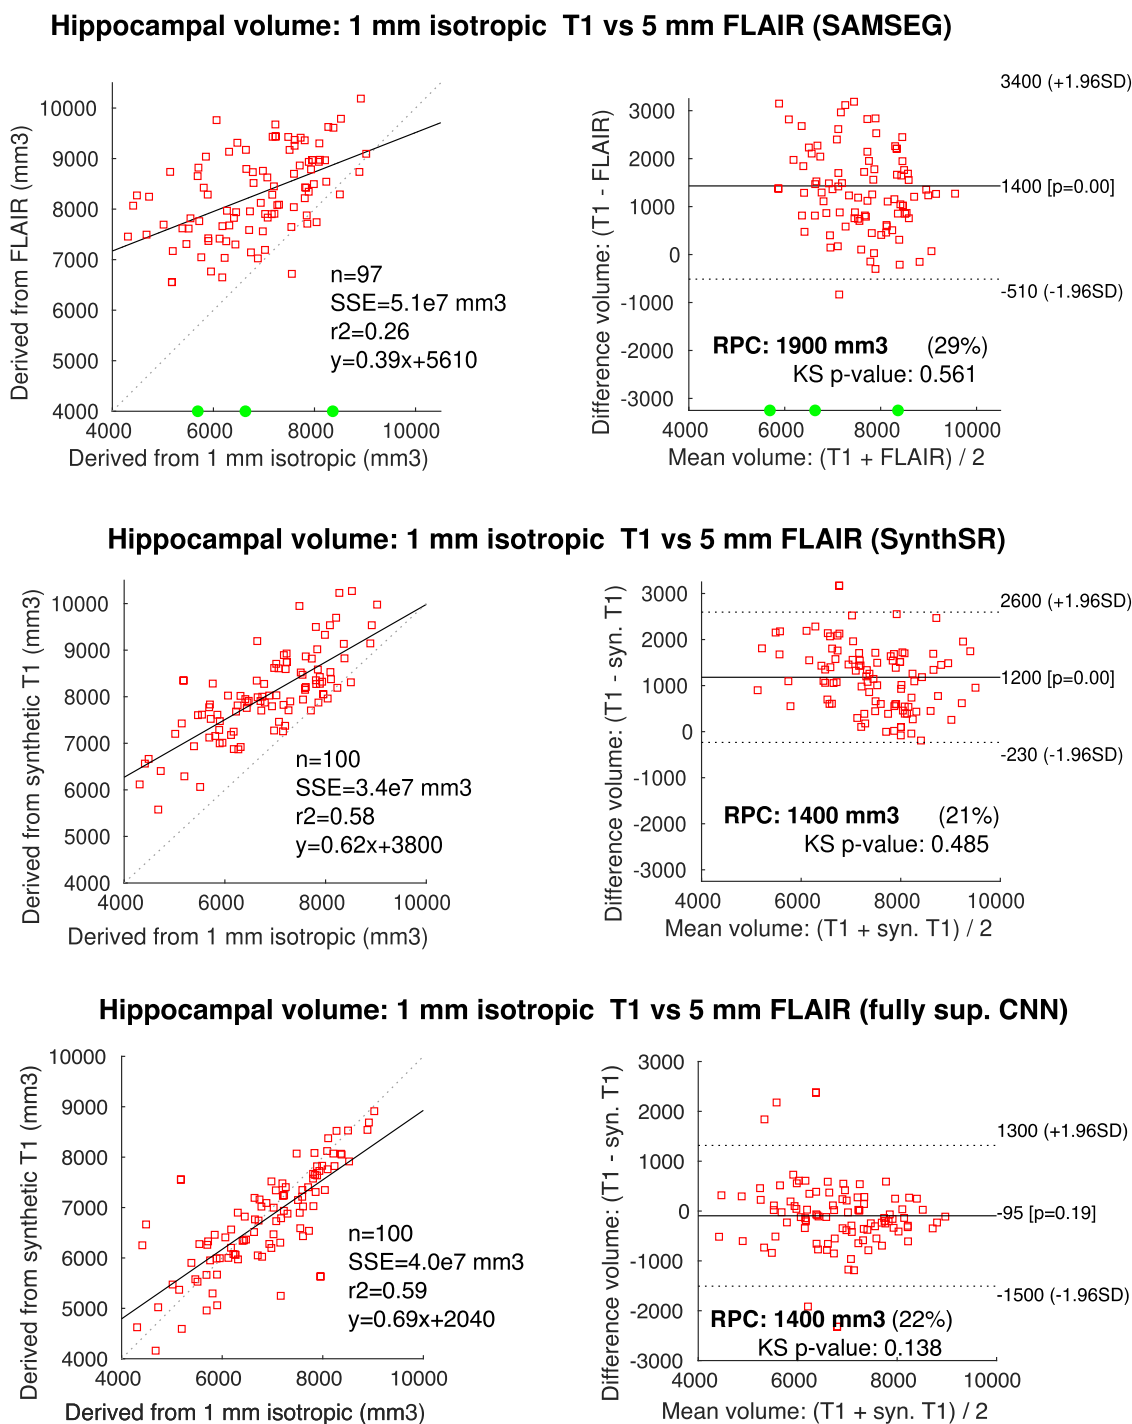 Hippocampal volume: 1 mm isotropic  T1 vs 5 mm FLAIR (SAMSEG)
10000
9000
8000
7000
6000
5000
4000
Derived from FLAIR (mm3)
n=97
SSE=5.1e7 mm3
r2=0.26
y=0.39x+5610
4000 6000 8000 10000
Derived from 1 mm isotropic (mm3)
3000
2000
1000
0
-1000
-2000
-3000
Difference volume: (T1 - FLAIR)
3400 (+1.96SD)
1400 [p=0.00]
-510 (-1.96SD)
RPC: 1900 mm3 (29%)
KS p-value: 0.561
4000 6000 8000 10000
Mean volume: (T1 + FLAIR) / 2
Hippocampal volume: 1 mm isotropic  T1 vs 5 mm FLAIR (SynthSR)
10000
9000
8000
7000
6000
5000
4000
Derived from synthetic T1 (mm3)
n=100
SSE=3.4e7 mm3
r2=0.58
y=0.62x+3800
4000 6000 8000 10000
Derived from 1 mm isotropic (mm3)
3000
2000
1000
0
-1000
-2000
-3000
Difference volume: (T1 - syn. T1)
2600 (+1.96SD)
1200 [p=0.00]
-230 (-1.96SD)
RPC: 1400 mm3 (21%)
KS p-value: 0.485
4000 6000 8000 10000
Mean volume: (T1 + syn. T1) / 2
Hippocampal volume: 1 mm isotropic  T1 vs 5 mm FLAIR (fully sup. CNN)
10000
9000
8000
7000
6000
5000
4000
Derived from synthetic T1 (mm3)
n=100
SSE=4.0e7 mm3
r2=0.59
y=0.69x+2040
4000 6000 8000 10000
Derived from 1 mm isotropic (mm3)
3000
2000
1000
0
-1000
-2000
-3000
Difference volume: (T1 - syn. T1)
1300 (+1.96SD)
-95 [p=0.19]
-1500 (-1.96SD)
RPC: 1400 mm3 (22%)
KS p-value: 0.138
4000 6000 8000 10000
Mean volume: (T1 + syn. T1) / 2